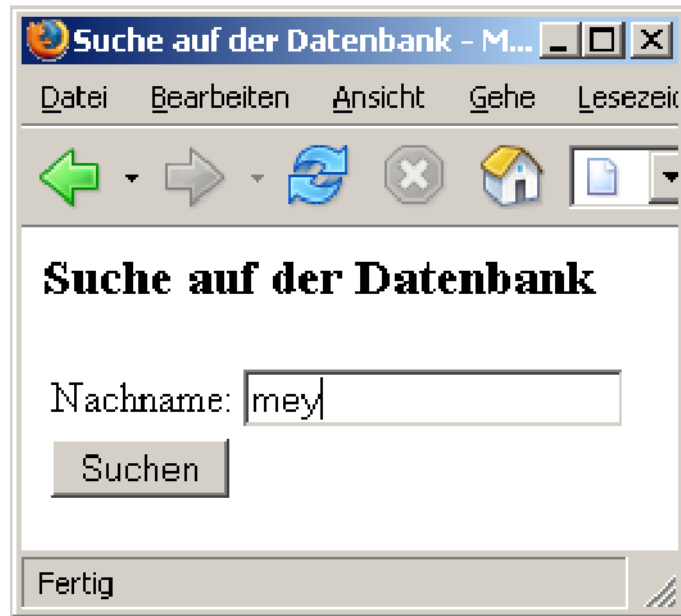 Suche auf der Datenbank - M...
Datei Bearbeiten Ansicht Gehe Lesezeic
Suche auf der Datenbank
Nachname: mey
Suchen
Fertig